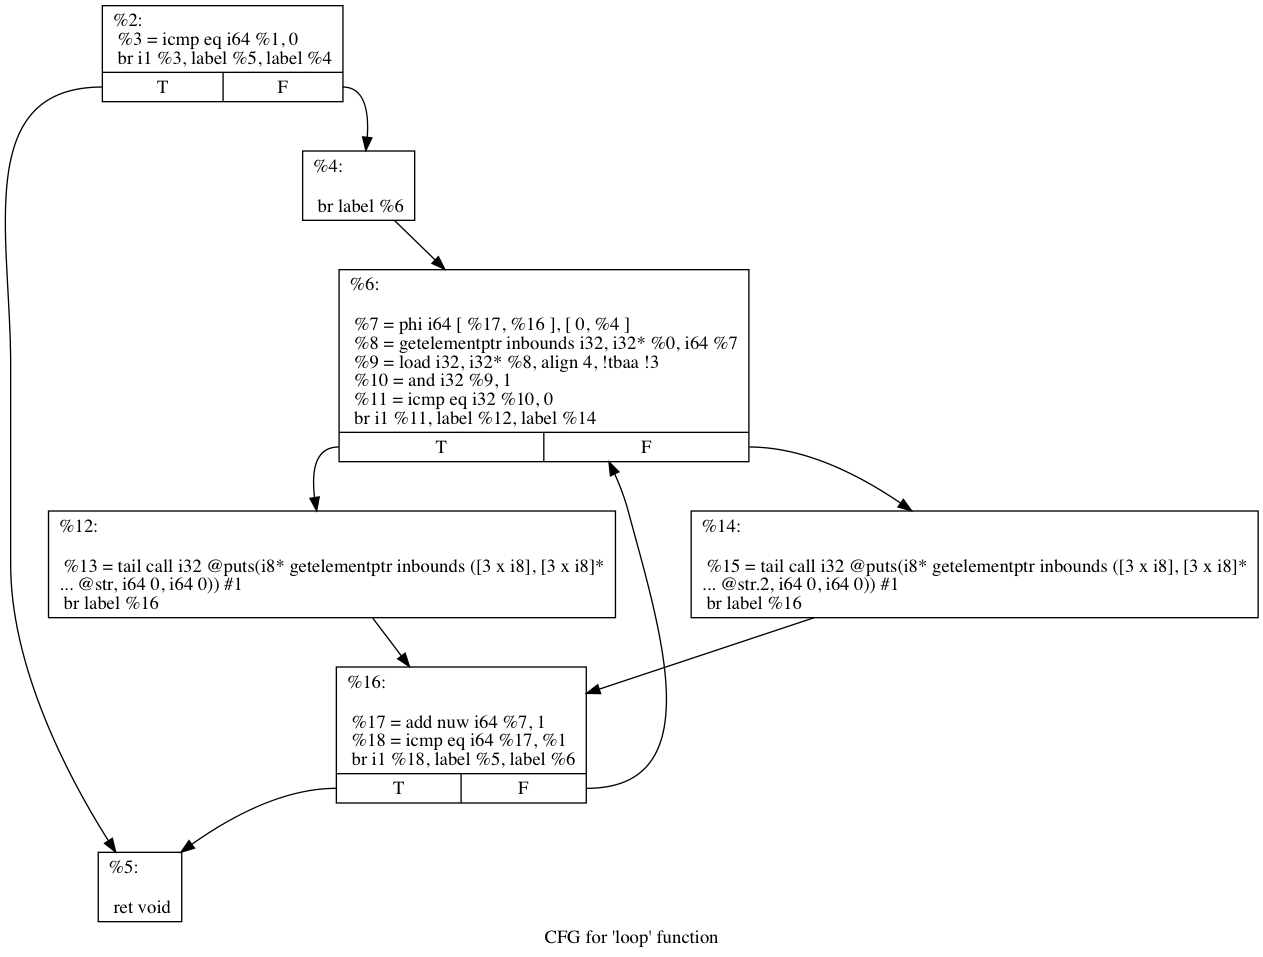 %2:
%3 = icmp eq i64 %1, 0
br i1 %3, label %5, label %4
T F
%4:
br label %6
%6:
%7 = phi i64 [ %17, %16 ], [ 0, %4 ]
%8 = getelementptr inbounds i32, i32* %0, i64 %7
%9 = load i32, i32* %8, align 4, !tbaa !3
%10 = and i32 %9, 1
%11 = icmp eq i32 %10, 0
br i1 %11, label %12, label %14
T F
%12:
%13 = tail call i32 @puts(i8* getelementptr inbounds ([3 x i8], [3 x i8]*
... @str, i64 0, i64 0)) #1
br label %16
%14:
%15 = tail call i32 @puts(i8* getelementptr inbounds ([3 x i8], [3 x i8]*
... @str.2, i64 0, i64 0)) #1
br label %16
%16:
%17 = add nuw i64 %7, 1
%18 = icmp eq i64 %17, %1
br i1 %18, label %5, label %6
T F
%5:
ret void
CFG for 'loop' function